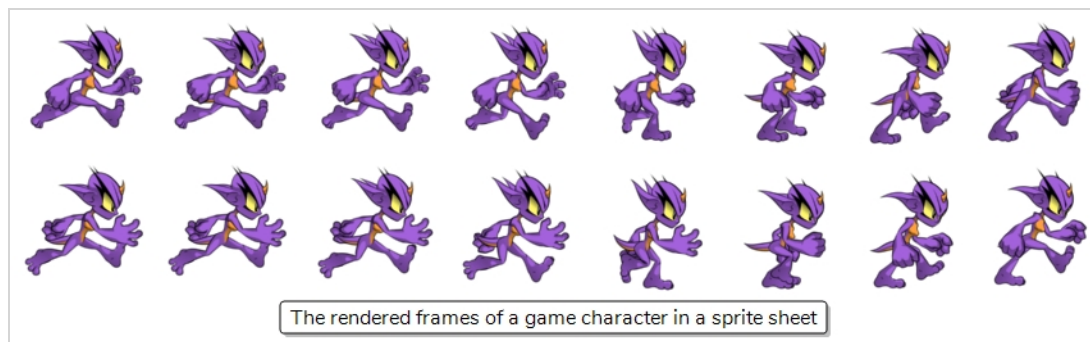 The rendered frames of a game character in a sprite sheet